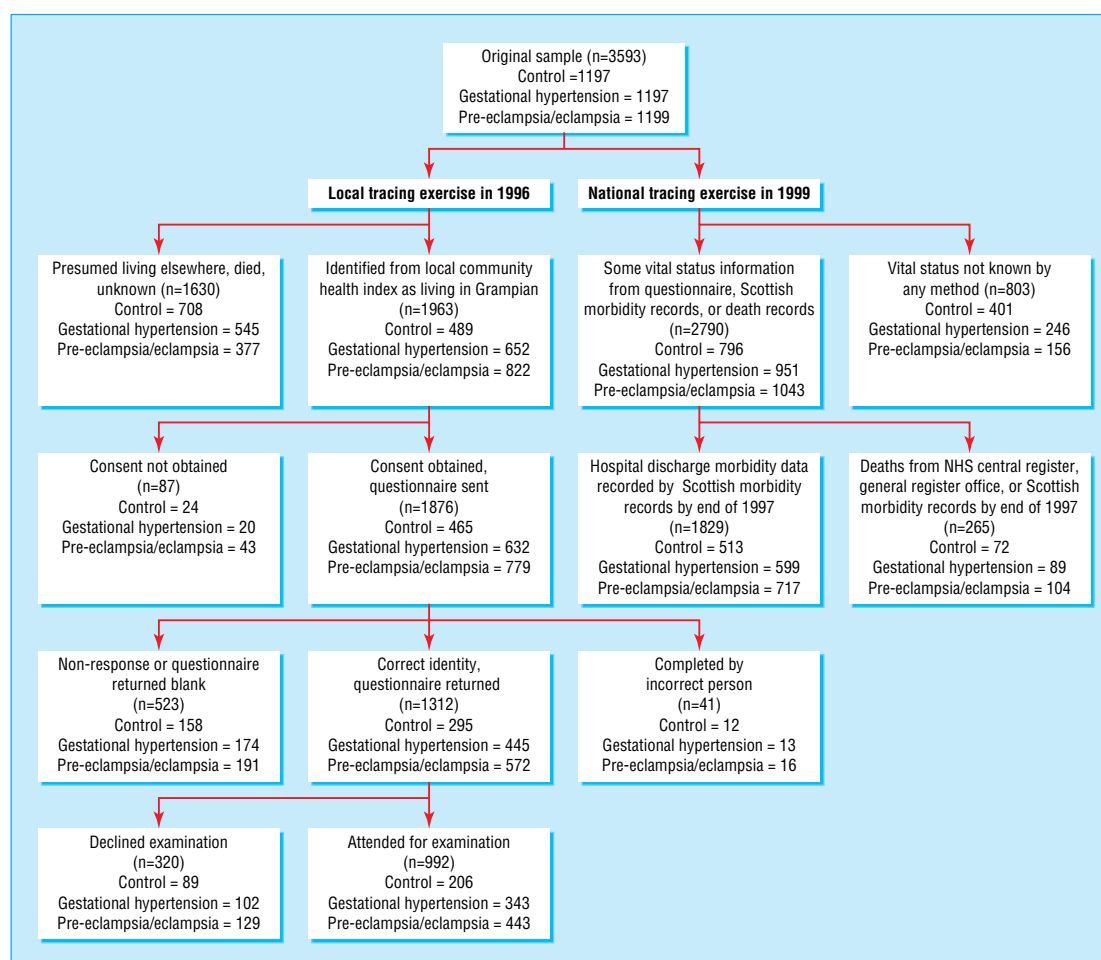 Original sample (n=3593)
Control =1197
Gestational hypertension = 1197
Pre-eclampsia/eclampsia = 1199
Local tracing exercise in 1996
National tracing exercise in 1999
Presumed living elsewhere, died,
unknown (n=1630)
Control = 708
Gestational hypertension = 545
Pre-eclampsia/eclampsia = 377
Identified from local community
health index as living in Grampian
(n=1963)
Control = 489
Gestational hypertension = 652
Pre-eclampsia/eclampsia = 822
Some vital status information
from questionnaire, Scottish
morbidity records, or death records
(n=2790)
Control = 796
Gestational hypertension = 951
Pre-eclampsia/eclampsia = 1043
Vital status not known by
any method (n=803)
Control = 401
Gestational hypertension = 246
Pre-eclampsia/eclampsia = 156
Consent not obtained
(n=87)
Control = 24
Gestational hypertension = 20
Pre-eclampsia/eclampsia = 43
Consent obtained,
questionnaire sent
(n=1876)
Control = 465
Gestational hypertension = 632
Pre-eclampsia/eclampsia = 779
Hospital discharge morbidity data
recorded by Scottish morbidity
records by end of 1997
(n=1829)
Control = 513
Gestational hypertension = 599
Pre-eclampsia/eclampsia = 717
Deaths from NHS central register,
general register office, or Scottish
morbidity records by end of 1997
(n=265)
Control = 72
Gestational hypertension = 89
Pre-eclampsia/eclampsia = 104
Non-response or questionnaire
returned blank
(n=523)
Control = 158
Gestational hypertension = 174
Pre-eclampsia/eclampsia = 191
Correct identity,
questionnaire returned
(n=1312)
Control = 295
Gestational hypertension = 445
Pre-eclampsia/eclampsia = 572
Completed by
incorrect person
(n=41)
Control = 12
Gestational hypertension = 13
Pre-eclampsia/eclampsia = 16
Declined examination
(n=320)
Control = 89
Gestational hypertension = 102
Pre-eclampsia/eclampsia = 129
Attended for examination
(n=992)
Control = 206
Gestational hypertension = 343
Pre-eclampsia/eclampsia = 443